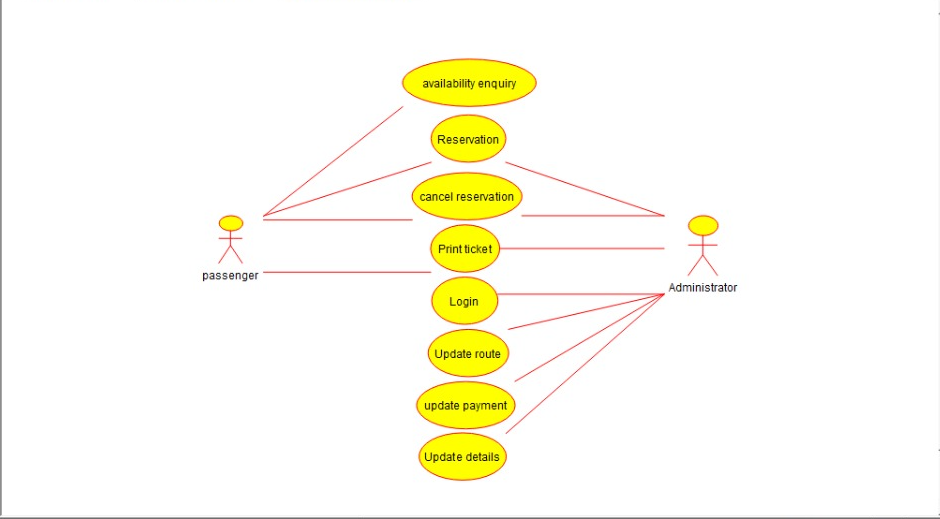 availability enquiry
Reservation
cancel reservation
Print ticket
passenger
Administrator
Login
Update route
update payment
Update details